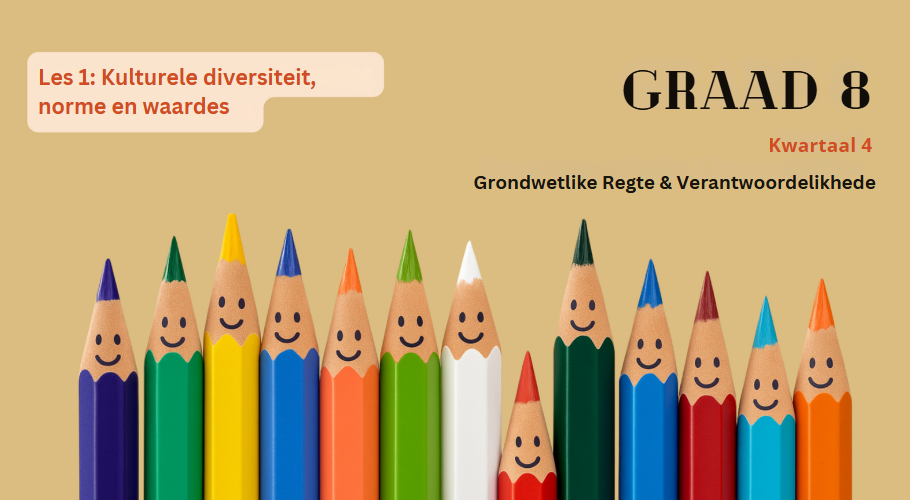 Les 1: Kulturele diversiteit,
norme en waardes
GRAAD 8
Kwartaal 4
Grondwetlike Regte & Verantwoordelikhede